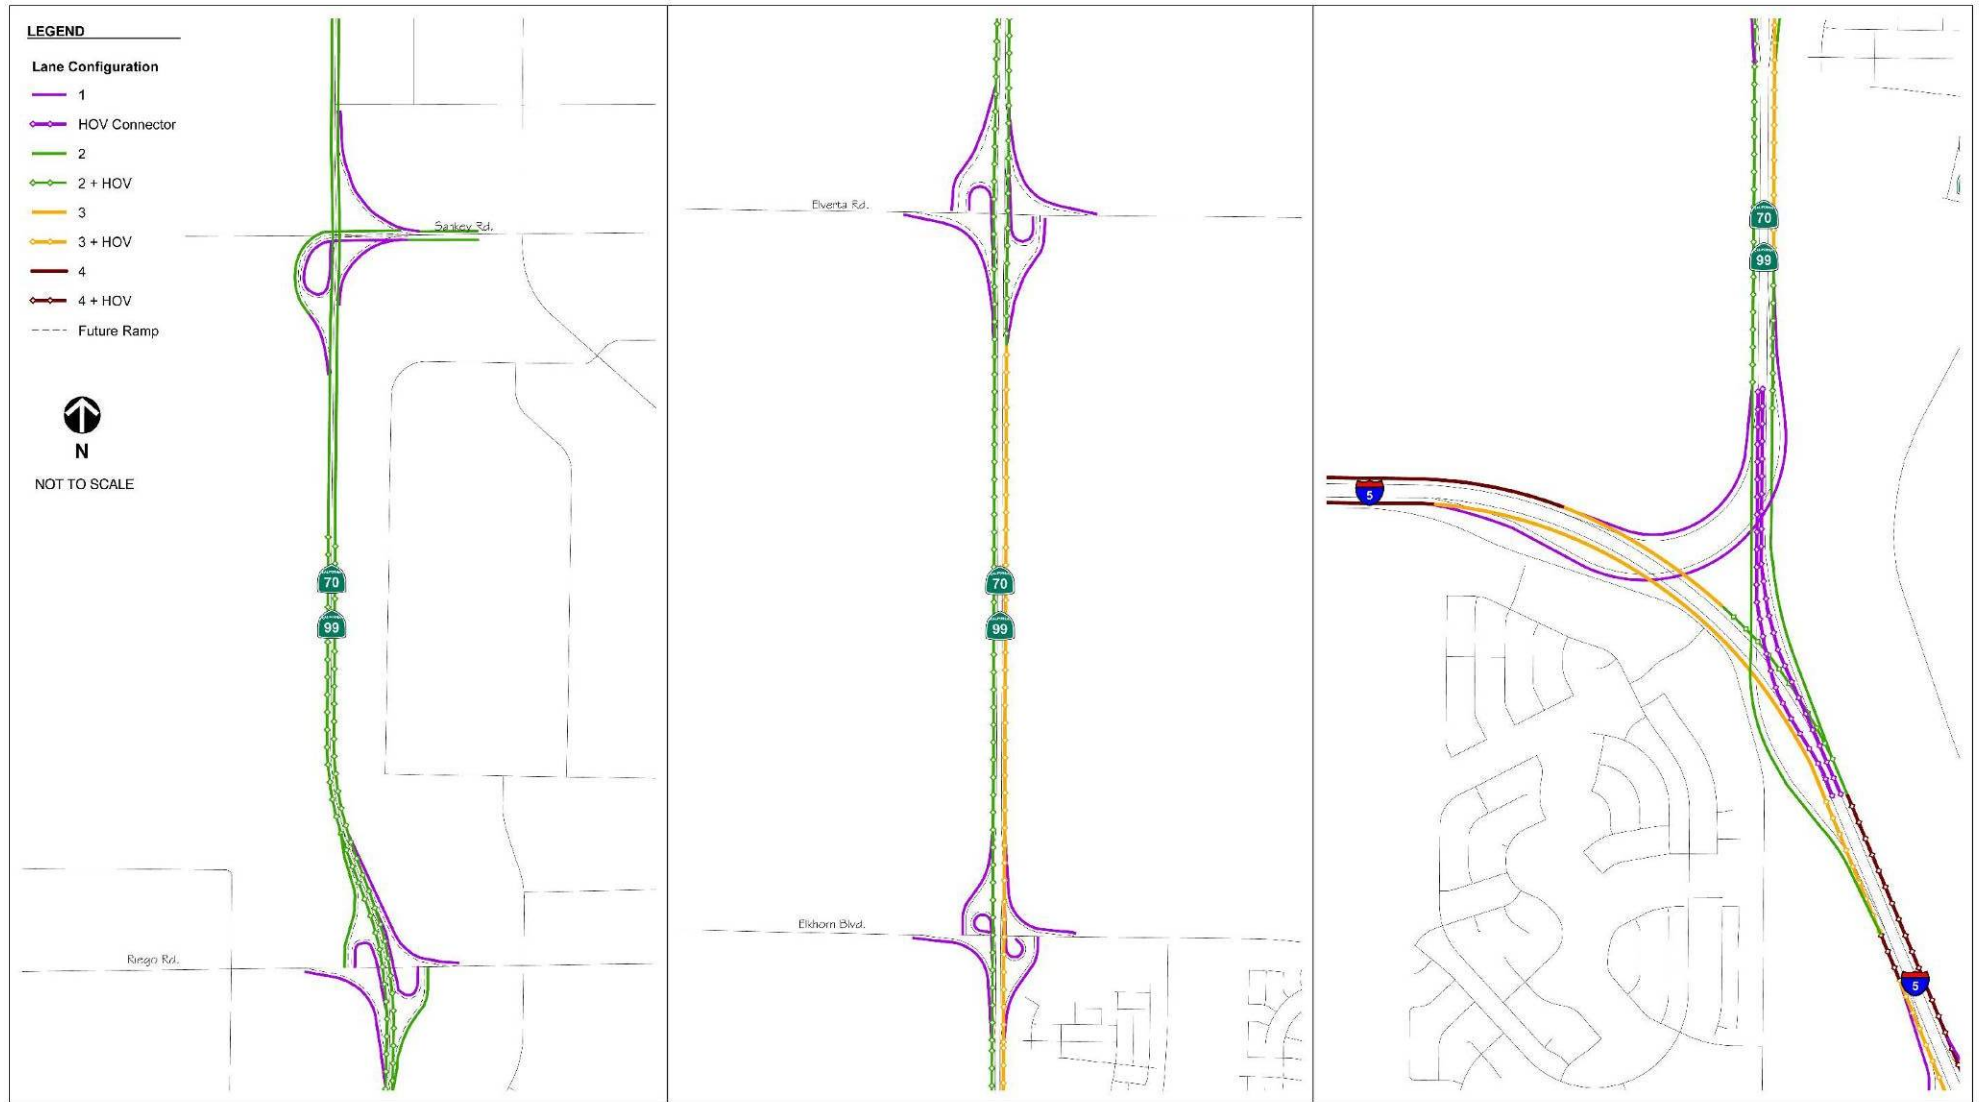 LEGEND
Lane Configuration
1
HOV Connector
2
2 + HOV
3
3 + HOV
4
4 + HOV
Future Ramp
N
NOT TO SCALE
Sankey Rd.
70
99
Riego Rd.
Elverta Rd.
70
99
Elkhorn Blvd.
70
99
5
5